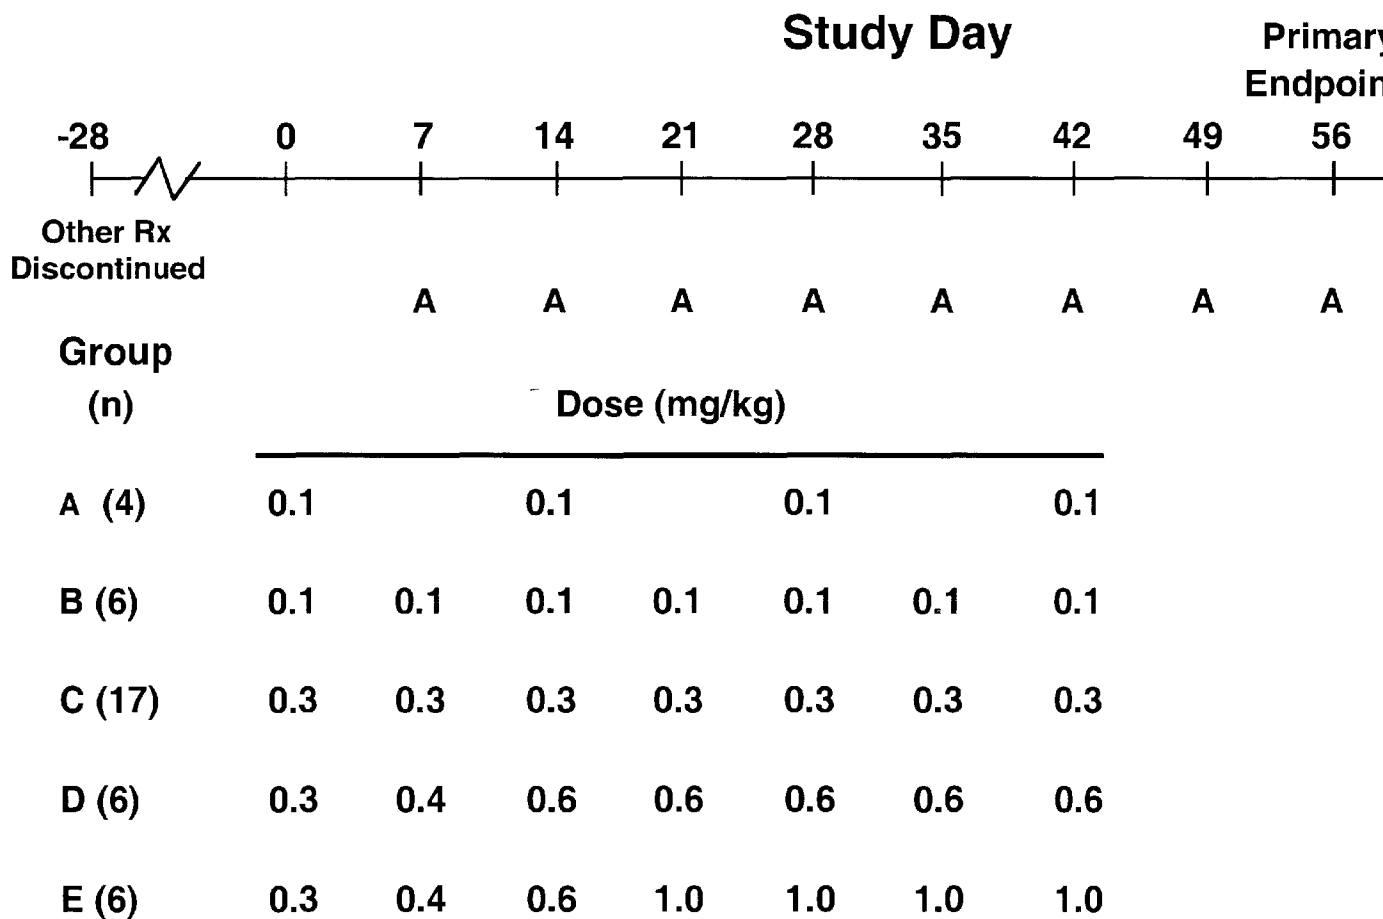 Study Day
Primary
Endpoin
-28 0 7 14 21 28 35 42 49 56
Other Rx
Discontinued
A A A A A A A A
Group
(n) Dose (mg/kg)
A (4) 0.1 0.1 0.1 0.1
B (6) 0.1 0.1 0.1 0.1 0.1 0.1 0.1
C (17) 0.3 0.3 0.3 0.3 0.3 0.3 0.3
D (6) 0.3 0.4 0.6 0.6 0.6 0.6 0.6
E (6) 0.3 0.4 0.6 1.0 1.0 1.0 1.0